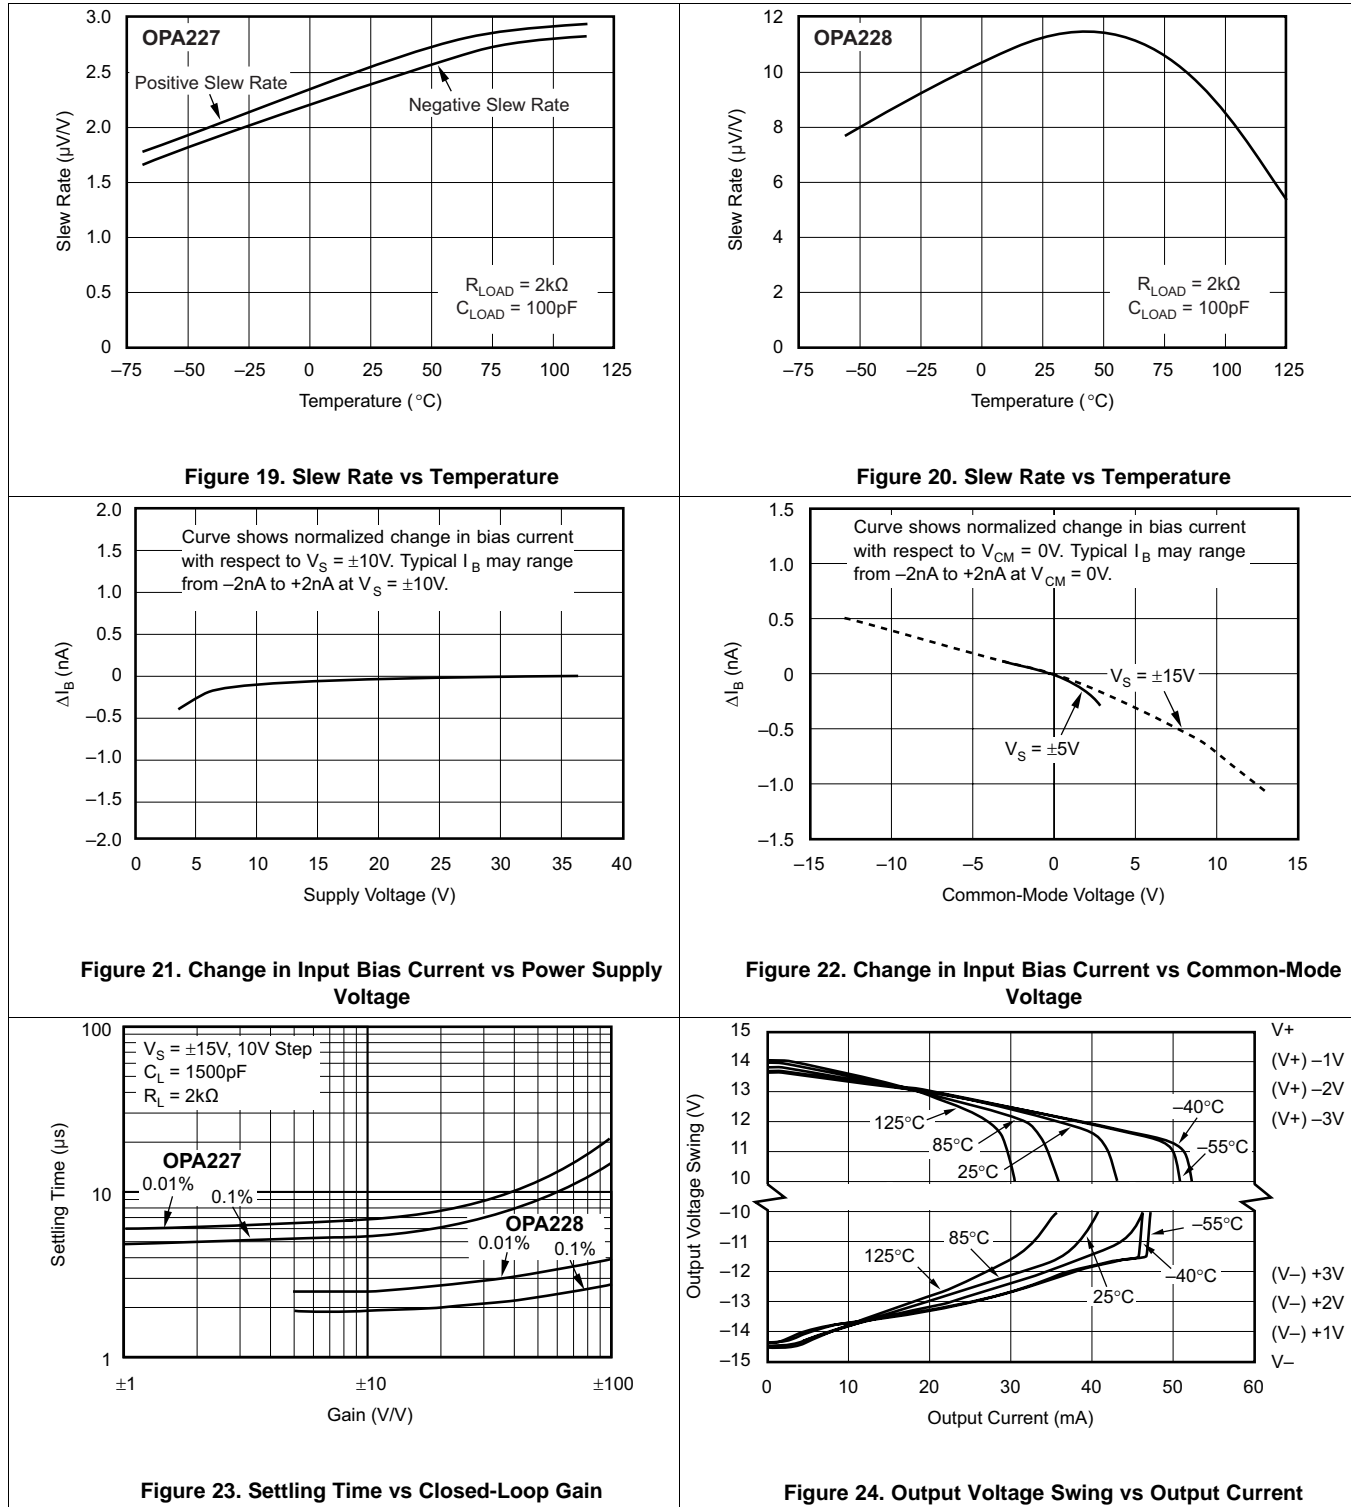 3.0
2.5
2.0
1.5
1.0
0.5
0
OPA227
Positive Slew Rate
Negative Slew Rate
R_LOAD = 2kΩ
C_LOAD = 100pF
Slew Rate (µV/V)
–75 –50 –25 0 25 50 75 100 125
Temperature (°C)
Figure 19. Slew Rate vs Temperature
12
10
8
6
4
2
0
OPA228
R_LOAD = 2kΩ
C_LOAD = 100pF
Slew Rate (µV/V)
–75 –50 –25 0 25 50 75 100 125
Temperature (°C)
Figure 20. Slew Rate vs Temperature
2.0
1.5
1.0
0.5
0
–0.5
–1.0
–1.5
–2.0
Curve shows normalized change in bias current
with respect to V_S = ±10V. Typical I_B may range
from –2nA to +2nA at V_S = ±10V.
ΔI_B (nA)
0 5 10 15 20 25 30 35 40
Supply Voltage (V)
Figure 21. Change in Input Bias Current vs Power Supply
Voltage
1.5
1.0
0.5
0
–0.5
–1.0
–1.5
Curve shows normalized change in bias current
with respect to V_CM = 0V. Typical I_B may range
from –2nA to +2nA at V_CM = 0V.
V_S = ±15V
V_S = ±5V
ΔI_B (nA)
–15 –10 –5 0 5 10 15
Common-Mode Voltage (V)
Figure 22. Change in Input Bias Current vs Common-Mode
Voltage
100
10
1
V_S = ±15V, 10V Step
C_L = 1500pF
R_L = 2kΩ
OPA227
0.01%
0.1%
OPA228
0.01%
0.1%
Settling Time (µs)
±1 ±10 ±100
Gain (V/V)
Figure 23. Settling Time vs Closed-Loop Gain
15
14
13
12
11
10
–10
–11
–12
–13
–14
–15
V+
(V+) –1V
(V+) –2V
(V+) –3V
125°C
85°C
25°C
–40°C
–55°C
125°C
85°C
25°C
–55°C
–40°C
(V–) +3V
(V–) +2V
(V–) +1V
V–
Output Voltage Swing (V)
0 10 20 30 40 50 60
Output Current (mA)
Figure 24. Output Voltage Swing vs Output Current